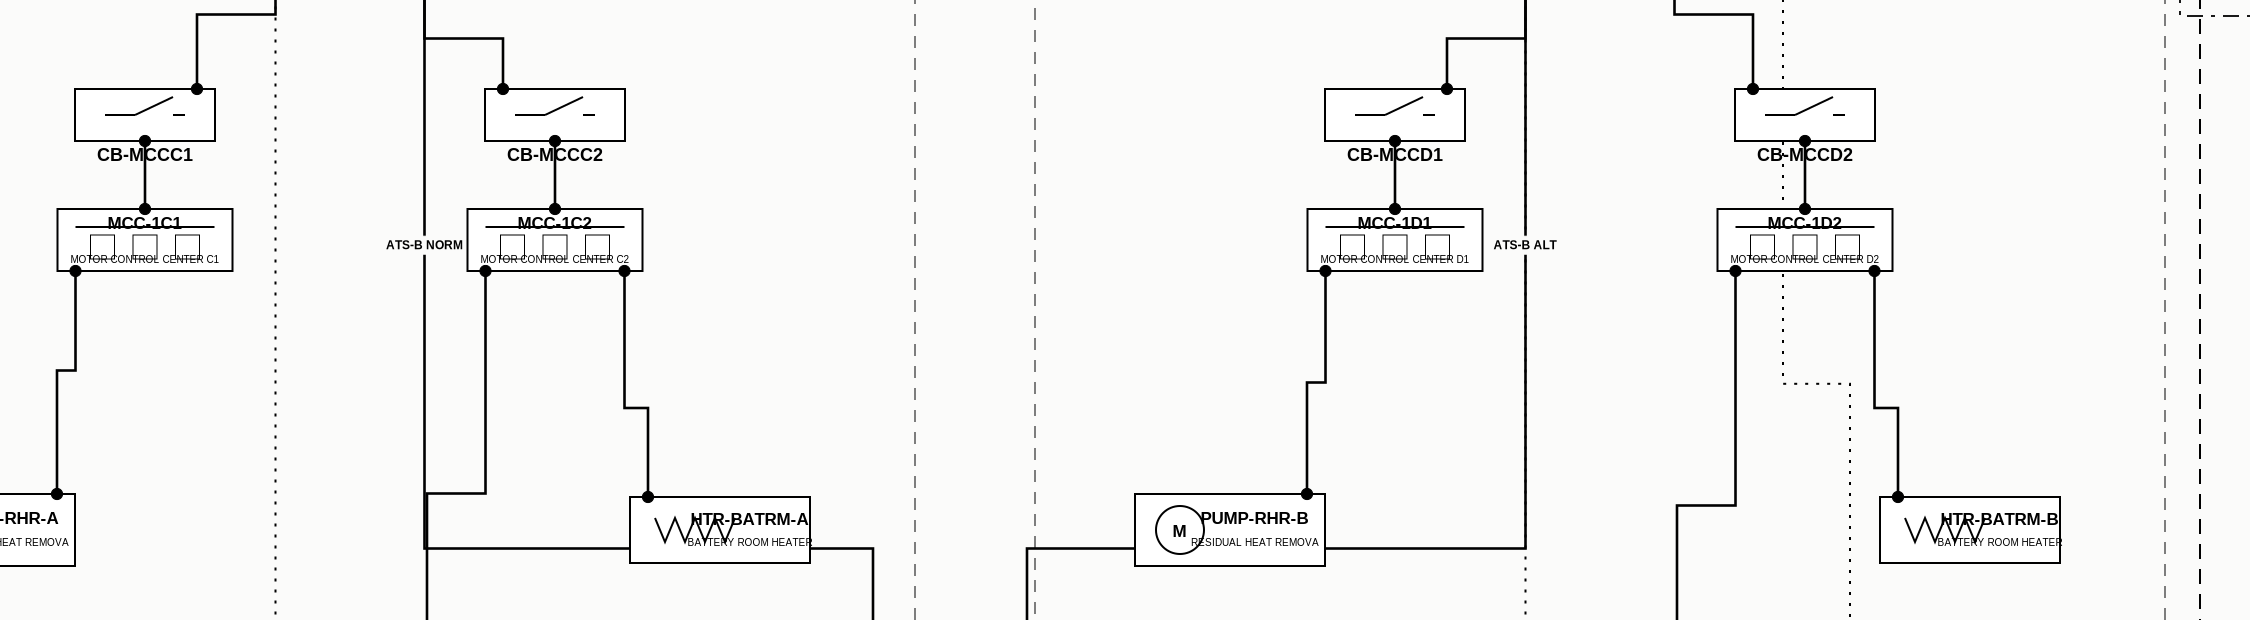 CB-MCCC1
CB-MCCC2
CB-MCCD1
CB-MCCD2
MCC-1C1
MOTOR CONTROL CENTER C1
ATS-B NORM
MCC-1C2
MOTOR CONTROL CENTER C2
MCC-1D1
MOTOR CONTROL CENTER D1
ATS-B ALT
MCC-1D2
MOTOR CONTROL CENTER D2
-RHR-A
HEAT REMOVA
HTR-BATRM-A
BATTERY ROOM HEATER
M
PUMP-RHR-B
RESIDUAL HEAT REMOVA
HTR-BATRM-B
BATTERY ROOM HEATER